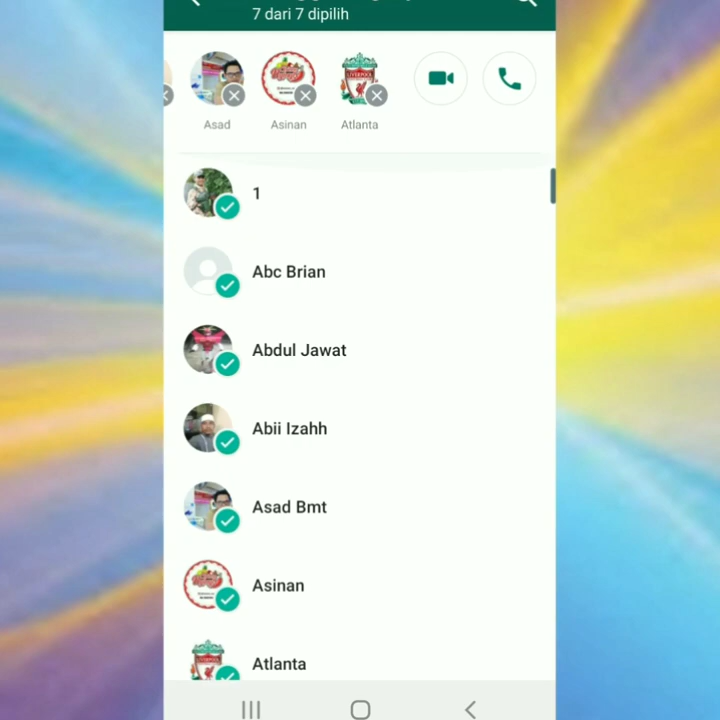 7 dari 7 dipilih
Asad
Asinan
Atlanta
1
Abc Brian
Abdul Jawat
Abii Izahh
Asad Bmt
Asinan
Atlanta